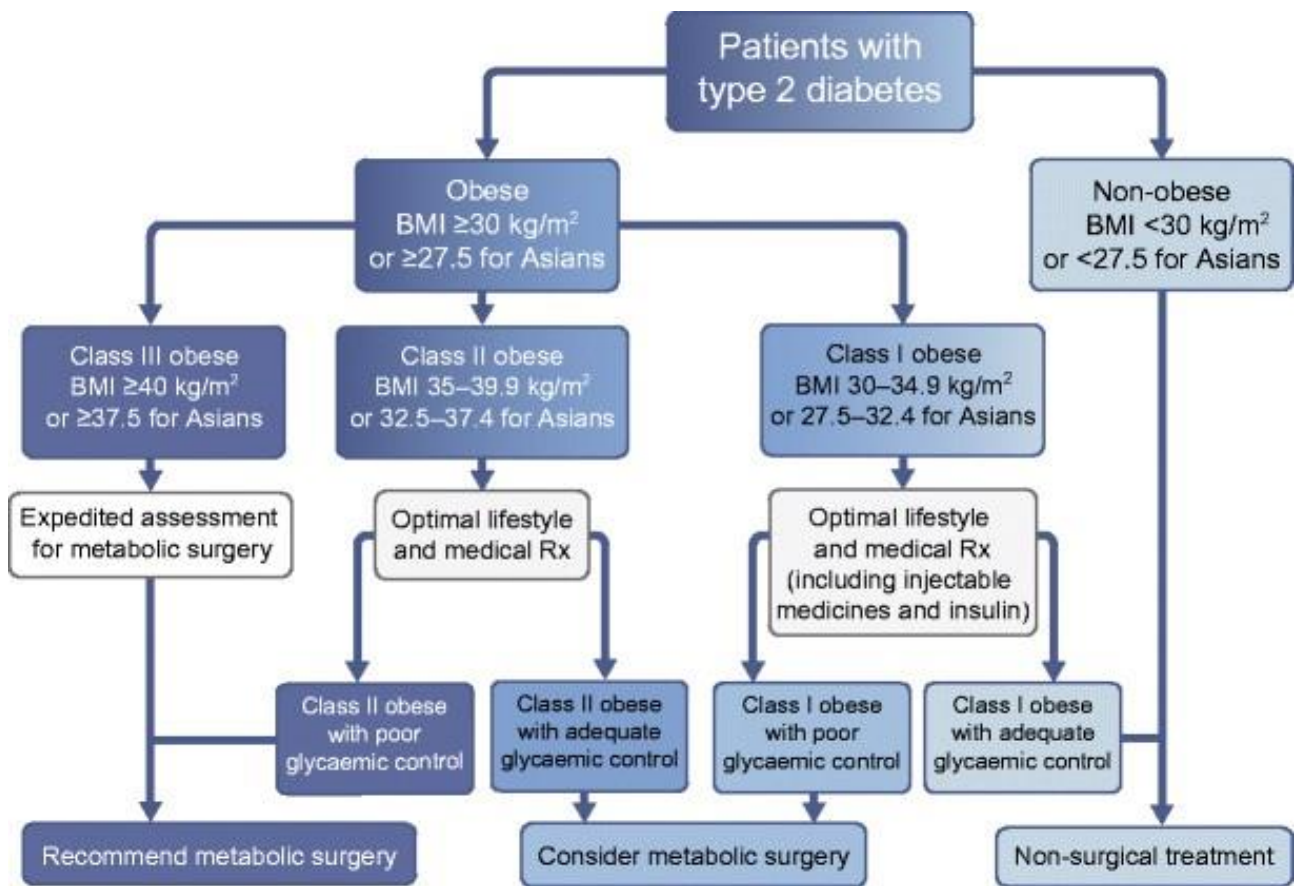 Patients with
type 2 diabetes
Obese
BMI ≥30 kg/m²
or ≥27.5 for Asians
Non-obese
BMI <30 kg/m²
or <27.5 for Asians
Class III obese
BMI ≥40 kg/m²
or ≥37.5 for Asians
Class II obese
BMI 35–39.9 kg/m²
or 32.5–37.4 for Asians
Class I obese
BMI 30–34.9 kg/m²
or 27.5–32.4 for Asians
Expedited assessment
for metabolic surgery
Optimal lifestyle
and medical Rx
Optimal lifestyle
and medical Rx
(including injectable
medicines and insulin)
Class II obese
with poor
glycaemic control
Class II obese
with adequate
glycaemic control
Class I obese
with poor
glycaemic control
Class I obese
with adequate
glycaemic control
Recommend metabolic surgery
Consider metabolic surgery
Non-surgical treatment